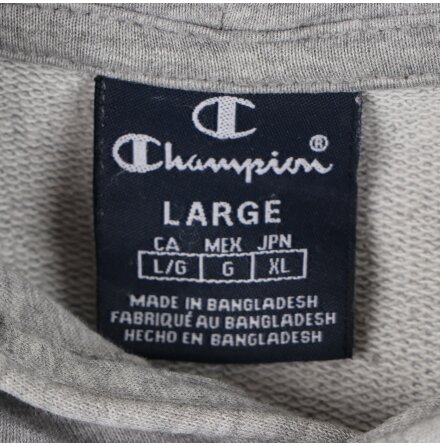 Champion®
LARGE
CA MEX JPN
L/G G XL
MADE IN BANGLADESH
FABRIQUÉ AU BANGLADESH
HECHO EN BANGLADESH